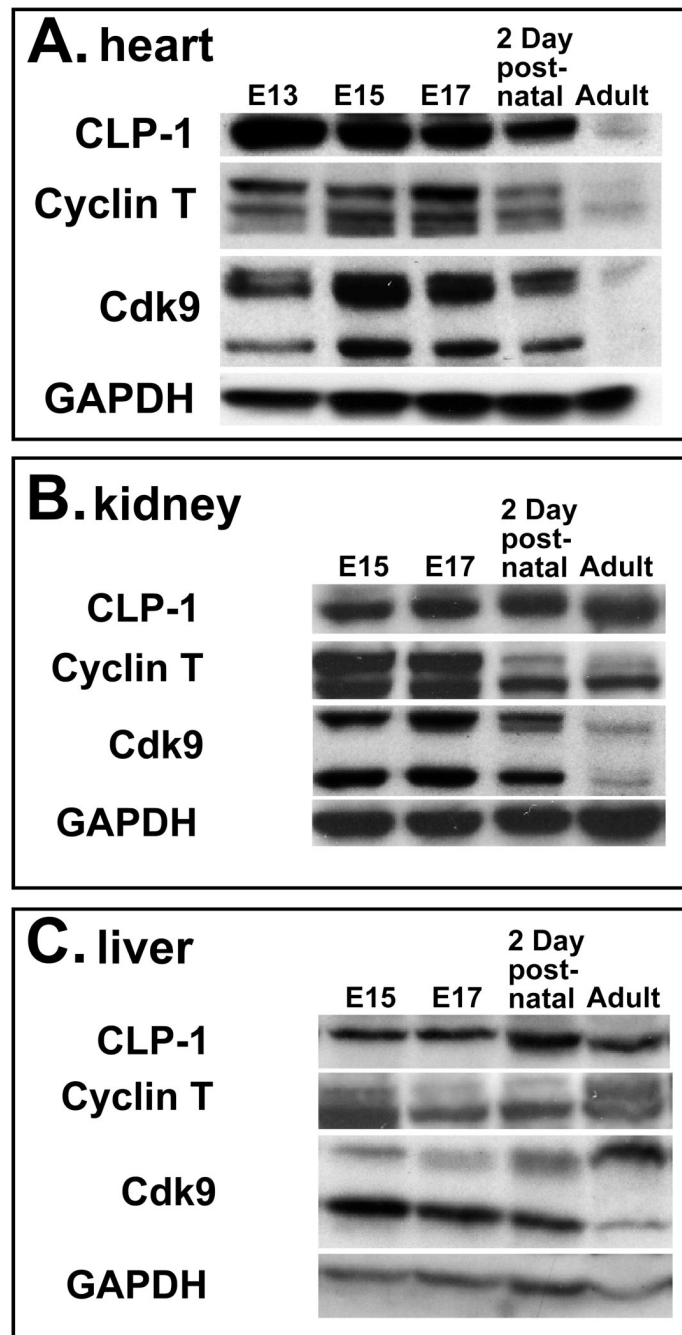 A. heart
2 Day
post-
E13 E15 E17 natal Adult
CLP-1
Cyclin T
Cdk9
GAPDH
B. kidney
2 Day
post-
E15 E17 natal Adult
CLP-1
Cyclin T
Cdk9
GAPDH
C. liver
2 Day
post-
E15 E17 natal Adult
CLP-1
Cyclin T
Cdk9
GAPDH